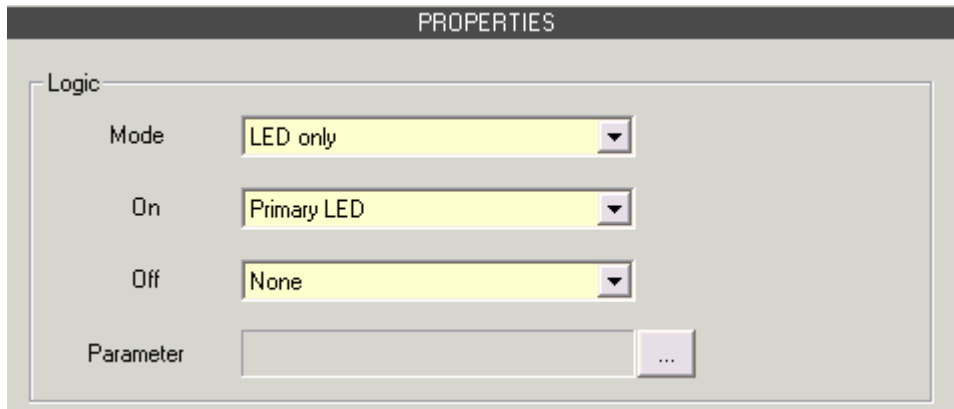 PROPERTIES
Logic
Mode LED only
On Primary LED
Off None
Parameter ...